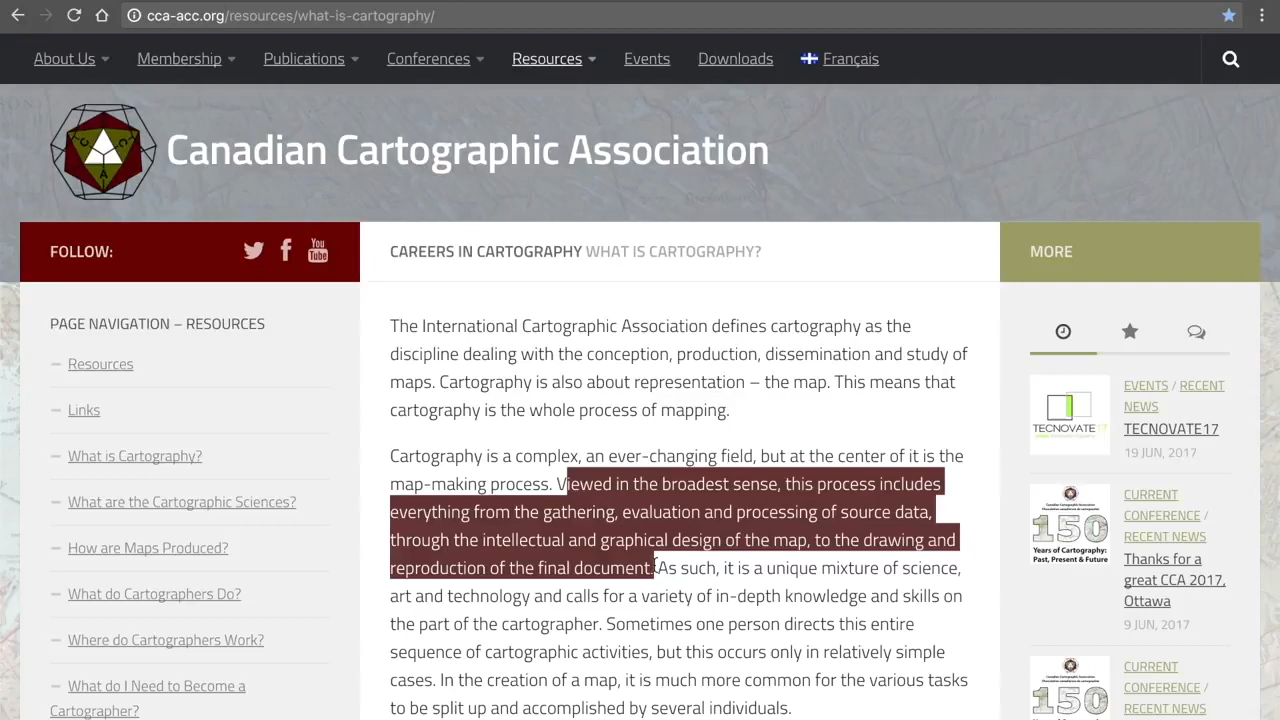 cca-acc.org/resources/what-is-cartography/
About Us Membership Publications Conferences Resources Events Downloads Français
Canadian Cartographic Association
FOLLOW:
You
Tube
CAREERS IN CARTOGRAPHY WHAT IS CARTOGRAPHY?
MORE
PAGE NAVIGATION – RESOURCES
Resources
Links
What is Cartography?
What are the Cartographic Sciences?
How are Maps Produced?
What do Cartographers Do?
Where do Cartographers Work?
What do I Need to Become a
Cartographer?
The International Cartographic Association defines cartography as the
discipline dealing with the conception, production, dissemination and study of
maps. Cartography is also about representation – the map. This means that
cartography is the whole process of mapping.
Cartography is a complex, an ever-changing field, but at the center of it is the
map-making process. Viewed in the broadest sense, this process includes
everything from the gathering, evaluation and processing of source data,
through the intellectual and graphical design of the map, to the drawing and
reproduction of the final document. As such, it is a unique mixture of science,
art and technology and calls for a variety of in-depth knowledge and skills on
the part of the cartographer. Sometimes one person directs this entire
sequence of cartographic activities, but this occurs only in relatively simple
cases. In the creation of a map, it is much more common for the various tasks
to be split up and accomplished by several individuals.
TECNOVATE17
EVENTS / RECENT
NEWS
TECNOVATE17
19 JUN, 2017
150
Years of Cartography:
Past, Present & Future
CURRENT
CONFERENCE /
RECENT NEWS
Thanks for a
great CCA 2017,
Ottawa
9 JUN, 2017
150
CURRENT
CONFERENCE /
RECENT NEWS